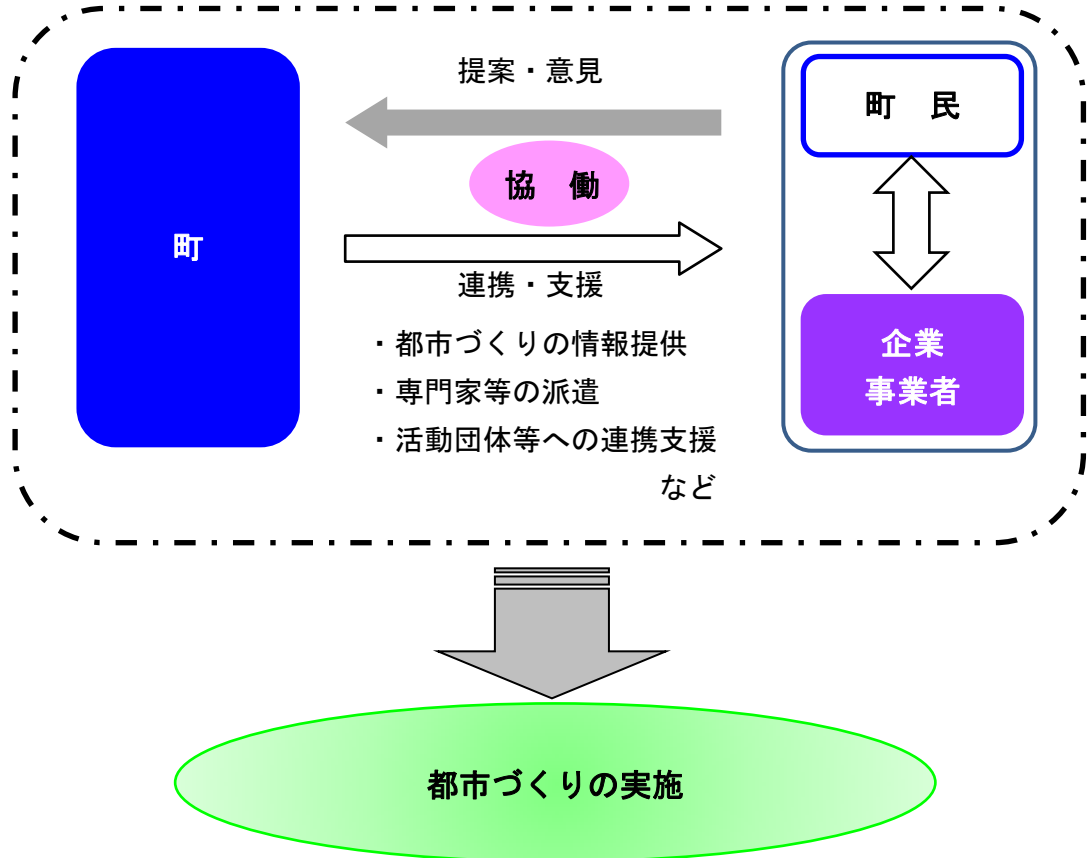 提案・意見
町　民
協　働
町
連携・支援
・都市づくりの情報提供
・専門家等の派遣
・活動団体等への連携支援
など
企業
事業者
都市づくりの実施